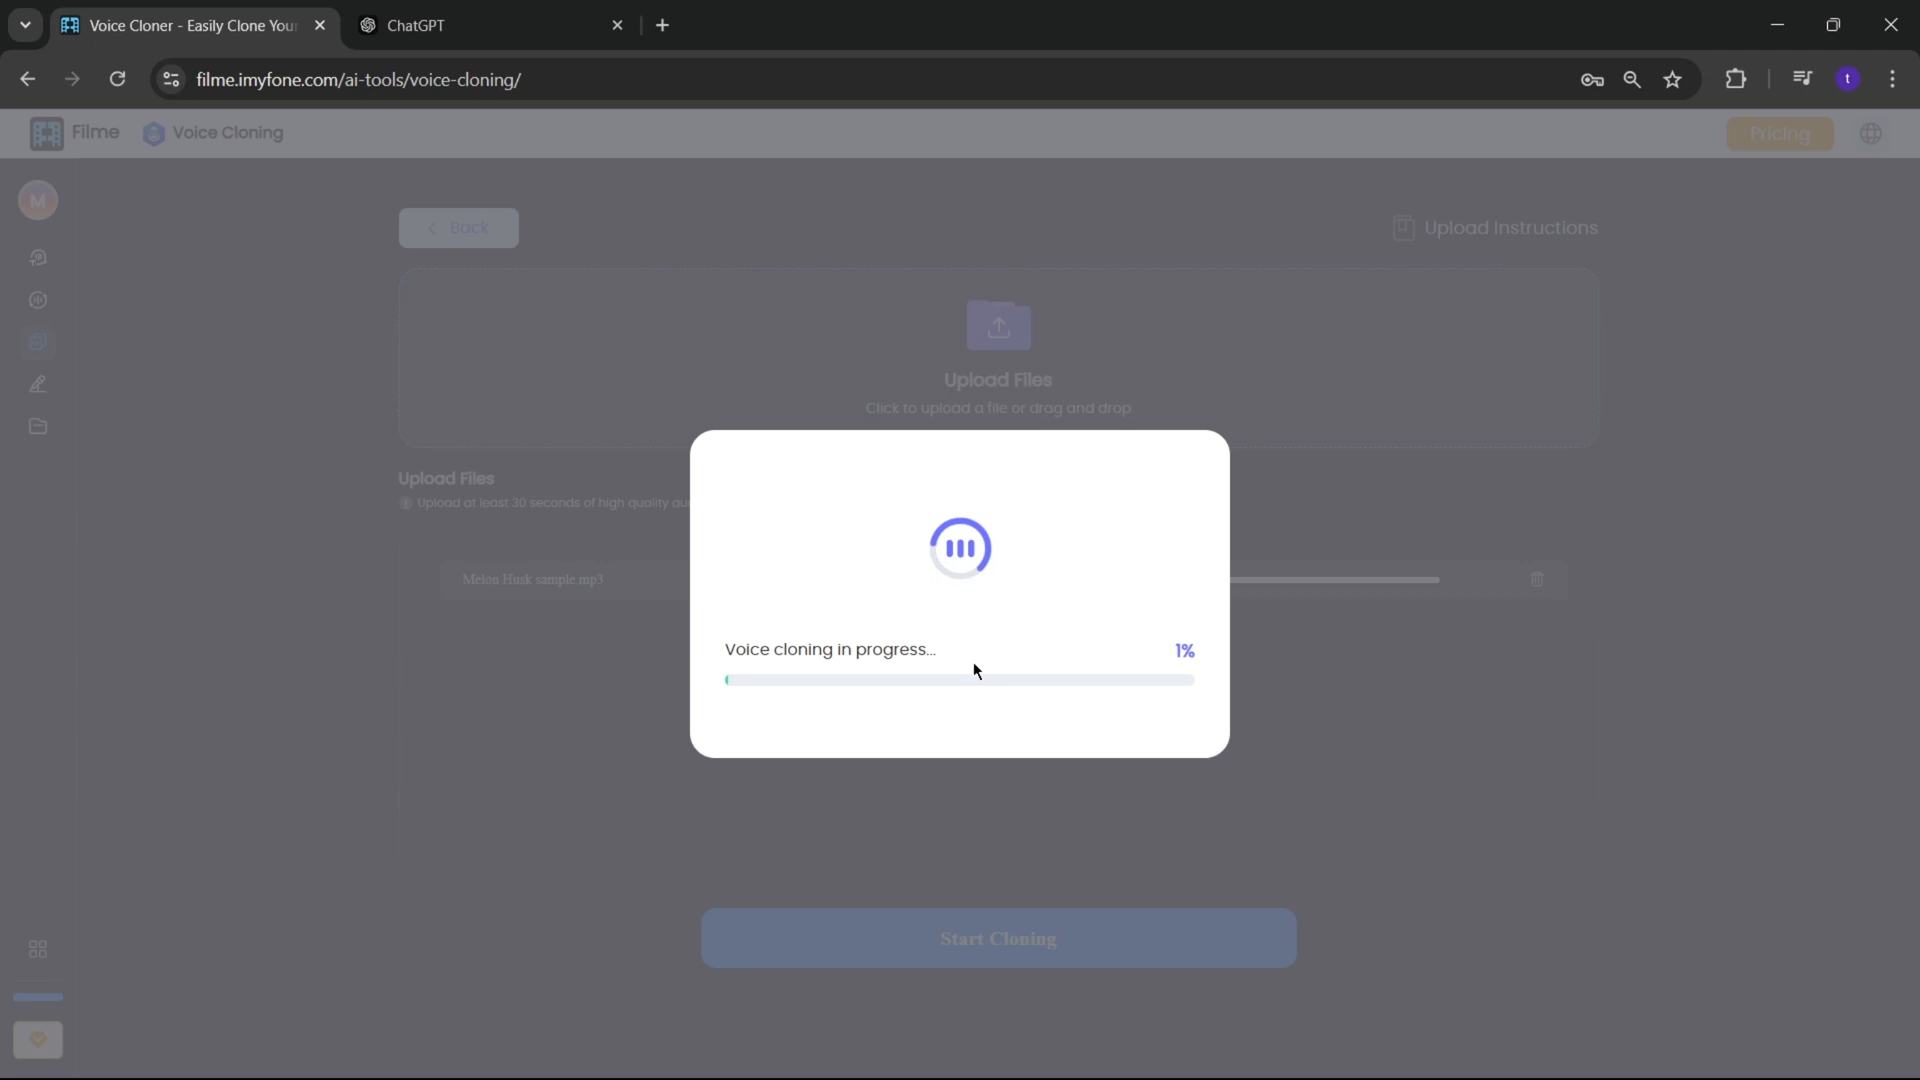 Voice Cloner - Easily Clone Your
ChatGPT
filme.imyfone.com/ai-tools/voice-cloning/
t
Filme
Voice Cloning
Pricing
M
Back
Upload Instructions
Upload Files
Click to upload a file or drag and drop
Upload Files
Upload at least 30 seconds of high quality au
Melon Husk sample.mp3
Voice cloning in progress...
1%
Start Cloning